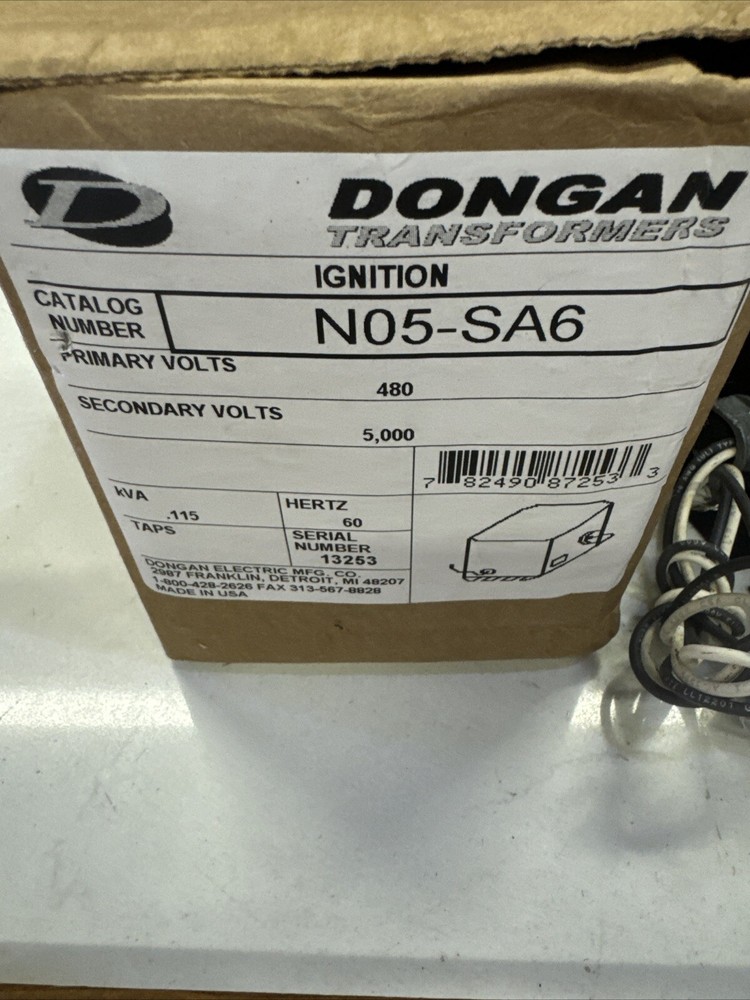 D
DONGAN
TRANSFORMERS
IGNITION
CATALOG
NUMBER
N05-SA6
PRIMARY VOLTS
480
SECONDARY VOLTS
5,000
7 82490 87253 3
kVA
.115
HERTZ
60
TAPS
SERIAL
NUMBER
13253
DONGAN ELECTRIC MFG. CO.
2987 FRANKLIN, DETROIT, MI 48207
1-800-428-2626 FAX 313-567-8828
MADE IN USA